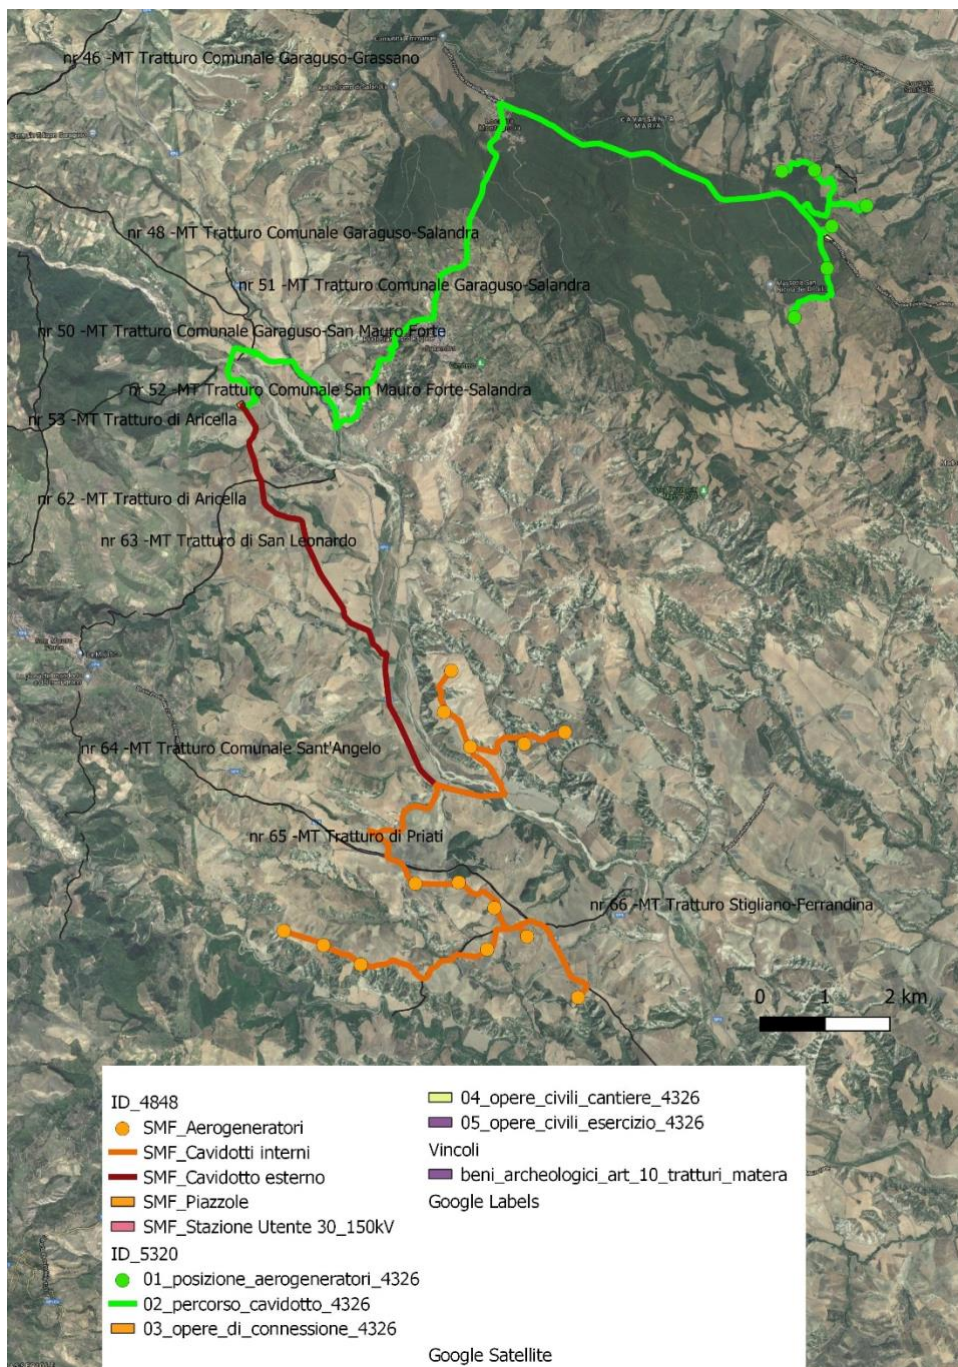 nr 46 -MT Tratturo Comunale Garaguso-Grassano
CAVA SANTA
MARIA
nr 48 -MT Tratturo Comunale Garaguso-Salandra
nr 51 -MT Tratturo Comunale Garaguso-Salandra
nr 50 -MT Tratturo Comunale Garaguso-San Mauro Forte
nr 52 -MT Tratturo Comunale San Mauro Forte-Salandra
nr 53 -MT Tratturo di Aricella
nr 62 -MT Tratturo di Aricella
nr 63 -MT Tratturo di San Leonardo
nr 64 -MT Tratturo Comunale Sant'Angelo
nr 65 -MT Tratturo di Priati
nr 66 -MT Tratturo Stigliano-Ferrandina
0 1 2 km
ID_4848
SMF_Aerogeneratori
SMF_Cavidotti interni
SMF_Cavidotto esterno
SMF_Piazzole
SMF_Stazione Utente 30_150kV
ID_5320
01_posizione_aerogeneratori_4326
02_percorso_cavidotto_4326
03_opere_di_connessione_4326
04_opere_civili_cantiere_4326
05_opere_civili_esercizio_4326
Vincoli
beni_archeologici_art_10_tratturi_matera
Google Labels
Google Satellite